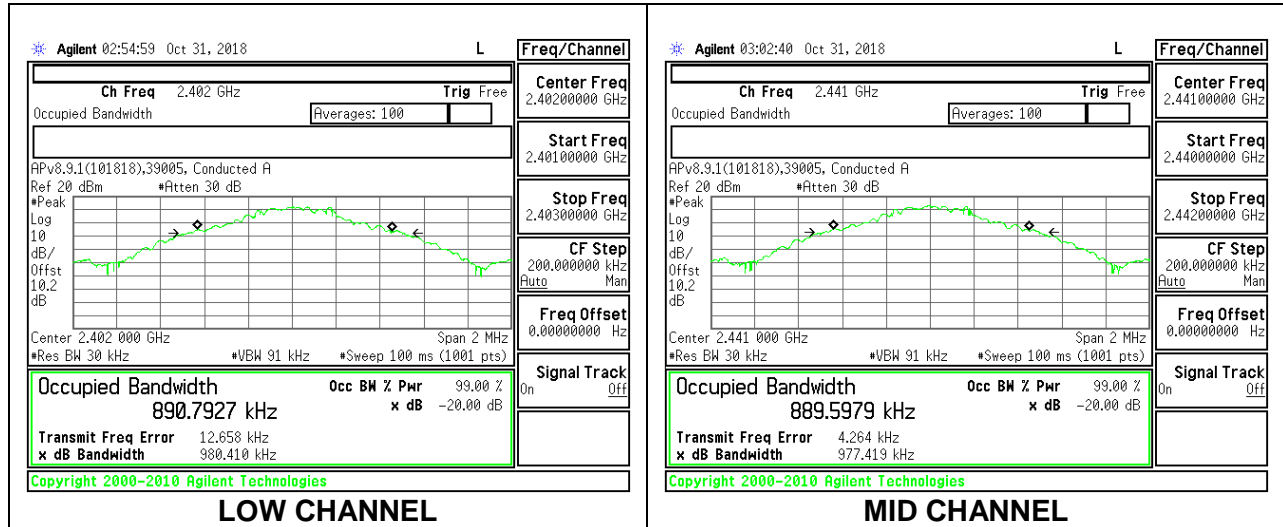 Agilent 02:54:59 Oct 31, 2018 L
Freq/Channel
Ch Freq 2.402 GHz Trig Free
Occupied Bandwidth Averages: 100
APv8.9.1(101818),39005, Conducted A
Ref 20 dBm #Atten 30 dB
#Peak
Log
10
dB/
Offst
10.2
dB
Center 2.402 000 GHz Span 2 MHz
#Res BW 30 kHz #VBW 91 kHz #Sweep 100 ms (1001 pts)
Occupied Bandwidth Occ BW % Pwr 99.00 %
890.7927 kHz x dB -20.00 dB
Transmit Freq Error 12.658 kHz
x dB Bandwidth 980.410 kHz
Copyright 2000-2010 Agilent Technologies
Center Freq
2.40200000 GHz
Start Freq
2.40100000 GHz
Stop Freq
2.40300000 GHz
CF Step
200.000000 kHz
Auto Man
Freq Offset
0.00000000 Hz
Signal Track
On Off
LOW CHANNEL
Agilent 03:02:40 Oct 31, 2018 L
Freq/Channel
Ch Freq 2.441 GHz Trig Free
Occupied Bandwidth Averages: 100
APv8.9.1(101818),39005, Conducted A
Ref 20 dBm #Atten 30 dB
#Peak
Log
10
dB/
Offst
10.2
dB
Center 2.441 000 GHz Span 2 MHz
#Res BW 30 kHz #VBW 91 kHz #Sweep 100 ms (1001 pts)
Occupied Bandwidth Occ BW % Pwr 99.00 %
889.5979 kHz x dB -20.00 dB
Transmit Freq Error 4.264 kHz
x dB Bandwidth 977.419 kHz
Copyright 2000-2010 Agilent Technologies
Center Freq
2.44100000 GHz
Start Freq
2.44000000 GHz
Stop Freq
2.44200000 GHz
CF Step
200.000000 kHz
Auto Man
Freq Offset
0.00000000 Hz
Signal Track
On Off
MID CHANNEL